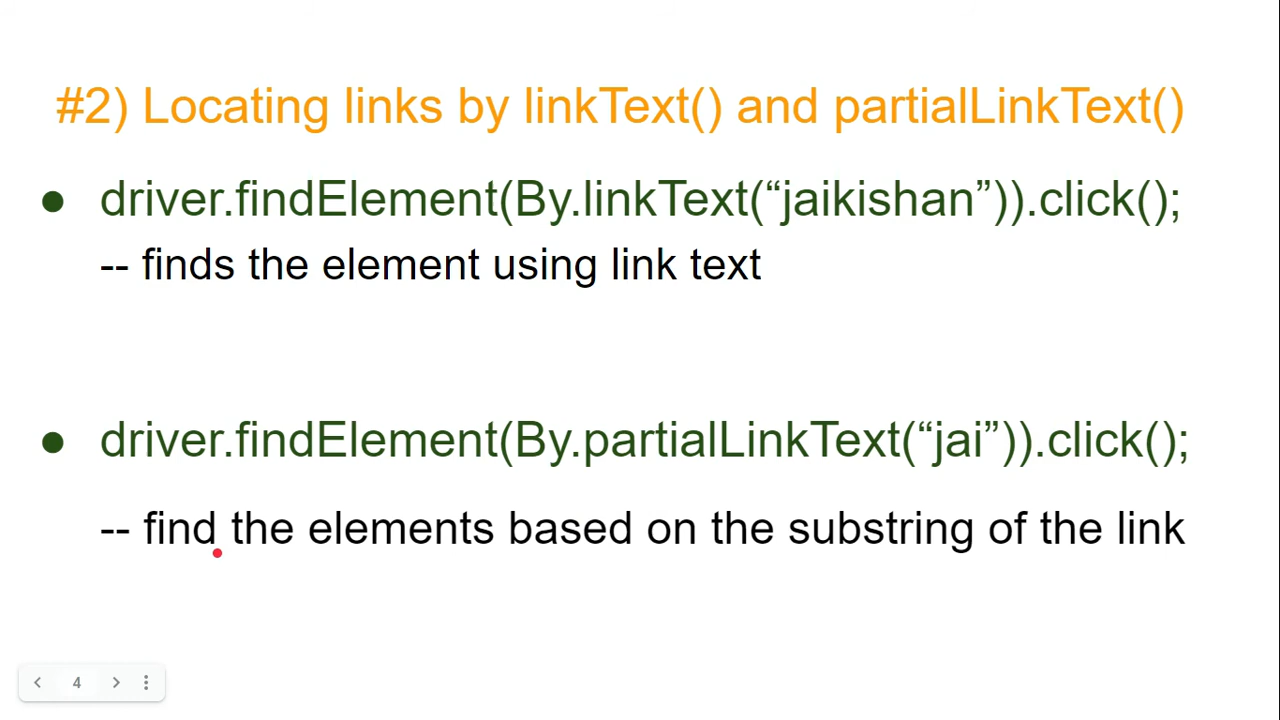 #2) Locating links by linkText() and partialLinkText()
● driver.findElement(By.linkText(“jaikishan”)).click();
-- finds the element using link text
● driver.findElement(By.partialLinkText(“jai”)).click();
-- find the elements based on the substring of the link
4